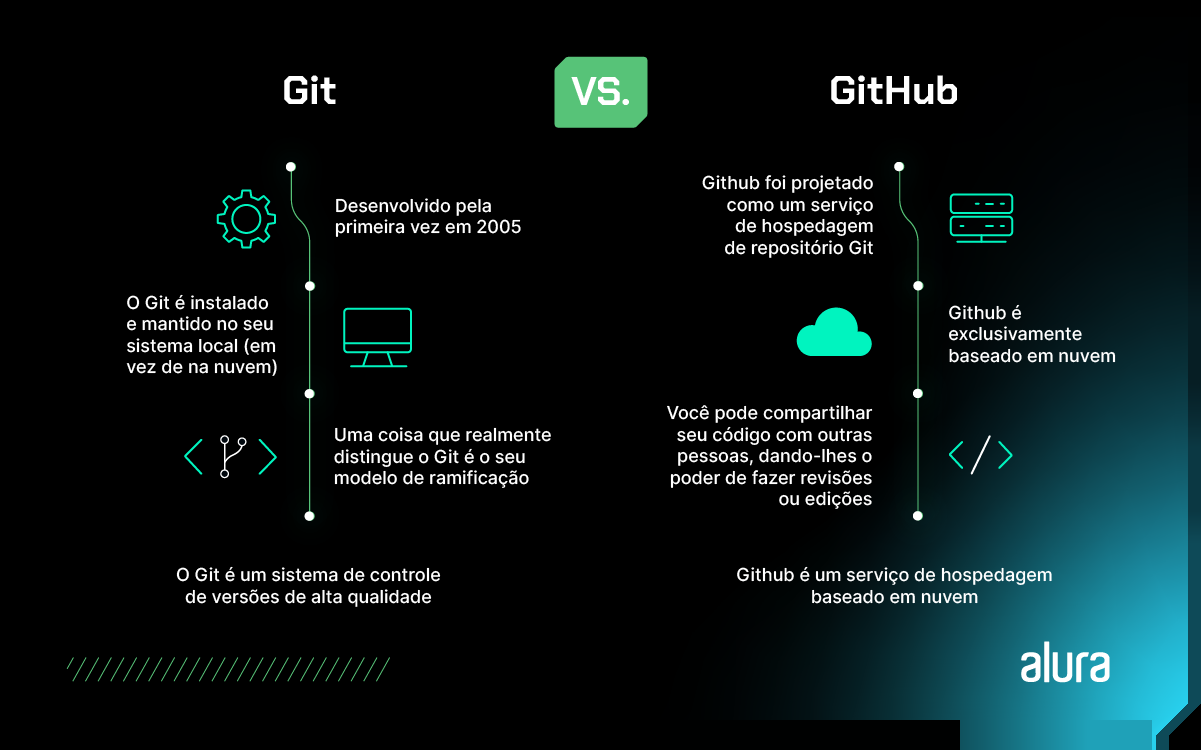 Git
VS.
GitHub
Desenvolvido pela
primeira vez em 2005
O Git é instalado
e mantido no seu
sistema local (em
vez de na nuvem)
Uma coisa que realmente
distingue o Git é o seu
modelo de ramificação
O Git é um sistema de controle
de versões de alta qualidade
Github foi projetado
como um serviço
de hospedagem
de repositório Git
Github é
exclusivamente
baseado em nuvem
Você pode compartilhar
seu código com outras
pessoas, dando-lhes o
poder de fazer revisões
ou edições
Github é um serviço de hospedagem
baseado em nuvem
alura